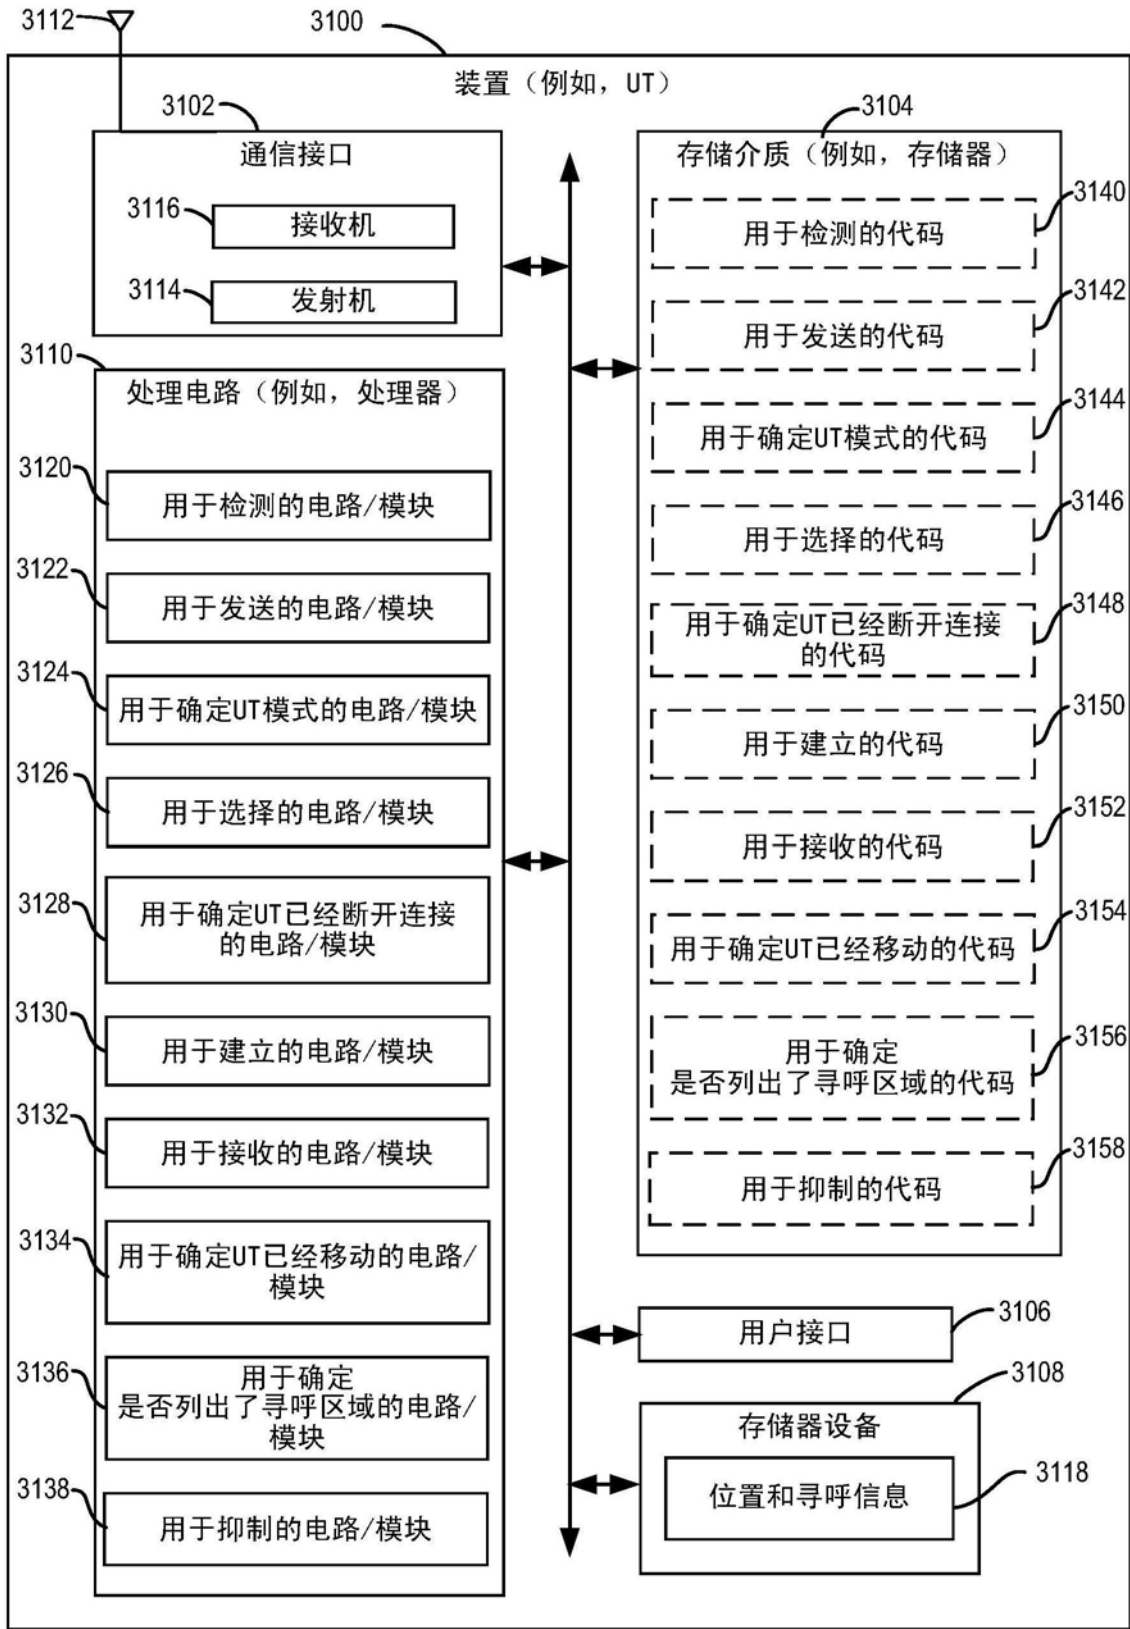 3112
3100
装置（例如，UT）
3102
通信接口
3116
接收机
3114
发射机
3110
处理电路（例如，处理器）
3120
用于检测的电路/模块
3122
用于发送的电路/模块
3124
用于确定UT模式的电路/模块
3126
用于选择的电路/模块
3128
用于确定UT已经断开连接
的电路/模块
3130
用于建立的电路/模块
3132
用于接收的电路/模块
3134
用于确定UT已经移动的电路/
模块
3136
用于确定
是否列出了寻呼区域的电路/
模块
3138
用于抑制的电路/模块
3104
存储介质（例如，存储器）
3140
用于检测的代码
3142
用于发送的代码
3144
用于确定UT模式的代码
3146
用于选择的代码
3148
用于确定UT已经断开连接
的代码
3150
用于建立的代码
3152
用于接收的代码
3154
用于确定UT已经移动的代码
3156
用于确定
是否列出了寻呼区域的代码
3158
用于抑制的代码
3106
用户接口
3108
存储器设备
3118
位置和寻呼信息